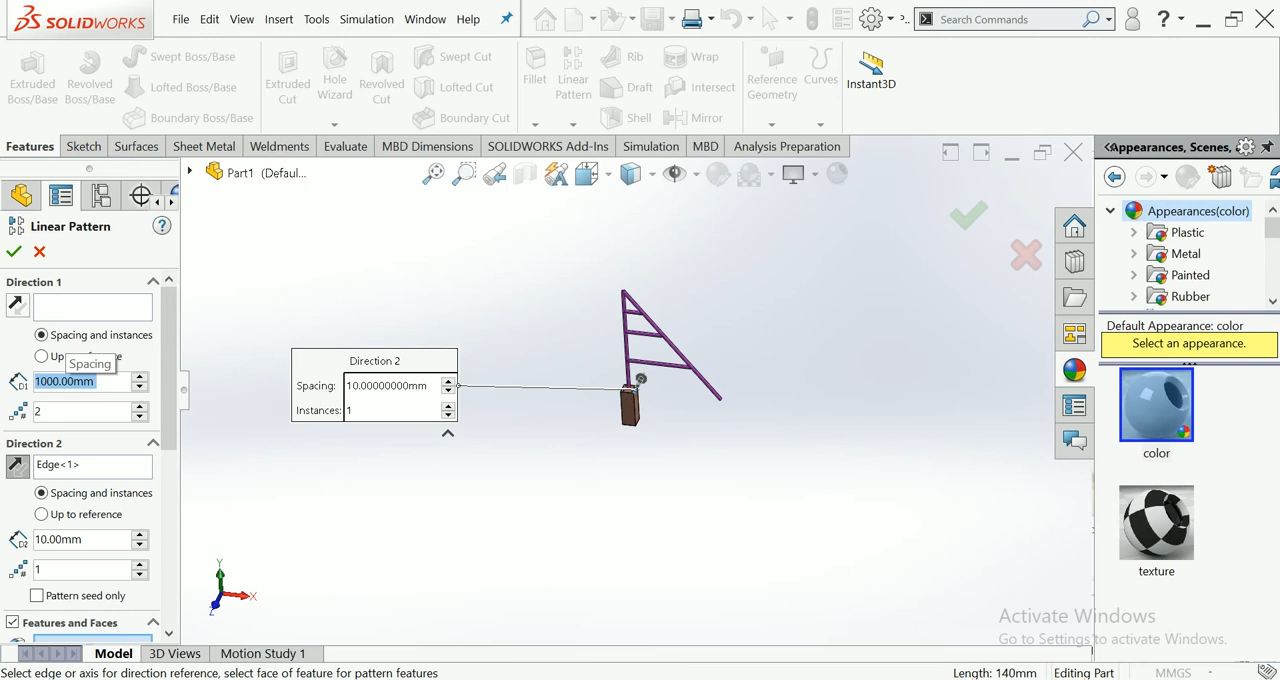 SOLIDWORKS File Edit View Insert Tools Simulation Window Help Search Commands ?
Extruded Boss/Base
Revolved Boss/Base
Swept Boss/Base
Lofted Boss/Base
Boundary Boss/Base
Extruded Cut
Hole Wizard
Revolved Cut
Swept Cut
Lofted Cut
Boundary Cut
Fillet
Linear Pattern
Rib
Draft
Shell
Wrap
Intersect
Mirror
Reference Geometry
Curves
Instant3D
Features Sketch Surfaces Sheet Metal Weldments Evaluate MBD Dimensions SOLIDWORKS Add-Ins Simulation MBD Analysis Preparation
Part1 (Defaul...
Linear Pattern ?
Direction 1
Spacing and instances
Spacing
D1 1000.00mm
2
Direction 2
Edge<1>
Spacing and instances
Up to reference
D2 10.00mm
1
Pattern seed only
Features and Faces
Direction 2
Spacing: 10.00000000mm
Instances: 1
Y
X
Z
Appearances, Scenes,
Appearances(color)
Plastic
Metal
Painted
Rubber
Default Appearance: color
Select an appearance.
color
texture
Activate Windows
Go to Settings to activate Windows.
Model 3D Views Motion Study 1
Select edge or axis for direction reference, select face of feature for pattern features Length: 140mm Editing Part MMGS